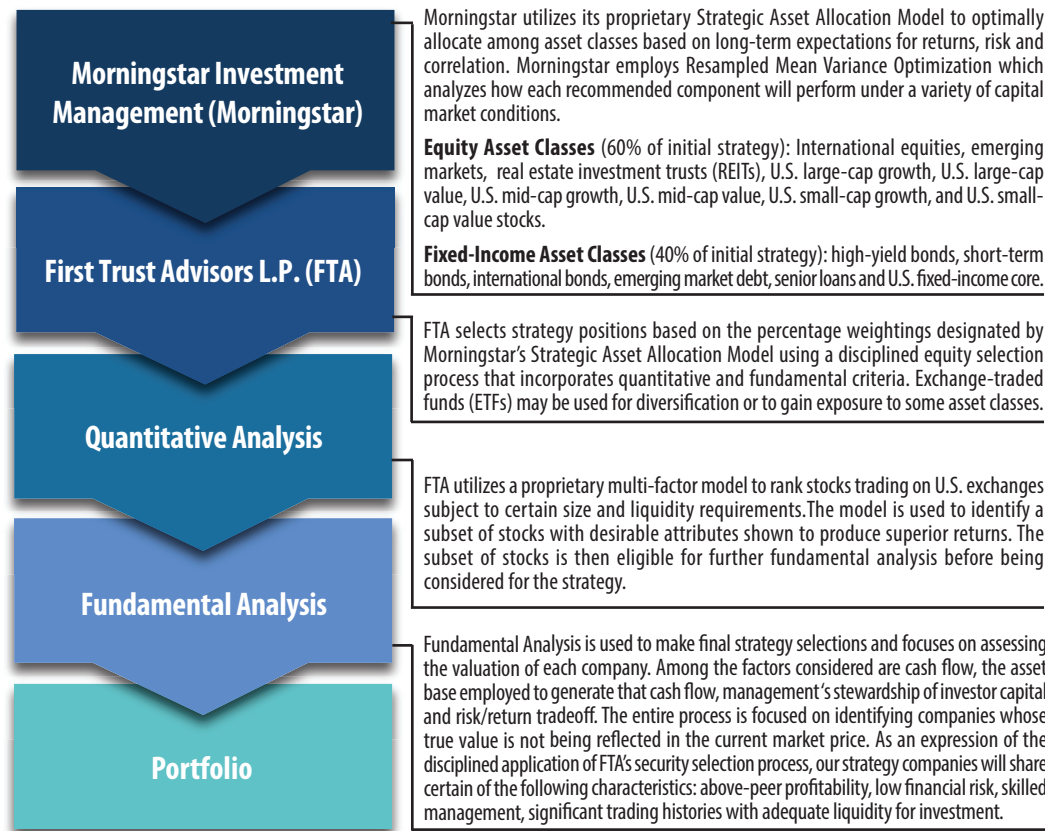 Morningstar Investment
Management (Morningstar)
Morningstar utilizes its proprietary Strategic Asset Allocation Model to optimally
allocate among asset classes based on long-term expectations for returns, risk and
correlation. Morningstar employs Resampled Mean Variance Optimization which
analyzes how each recommended component will perform under a variety of capital
market conditions.
Equity Asset Classes (60% of initial strategy): International equities, emerging
markets, real estate investment trusts (REITs), U.S. large-cap growth, U.S. large-cap
value, U.S. mid-cap growth, U.S. mid-cap value, U.S. small-cap growth, and U.S. small-
cap value stocks.
Fixed-Income Asset Classes (40% of initial strategy): high-yield bonds, short-term
bonds, international bonds, emerging market debt, senior loans and U.S. fixed-income core.
First Trust Advisors L.P. (FTA)
FTA selects strategy positions based on the percentage weightings designated by
Morningstar's Strategic Asset Allocation Model using a disciplined equity selection
process that incorporates quantitative and fundamental criteria. Exchange-traded
funds (ETFs) may be used for diversification or to gain exposure to some asset classes.
Quantitative Analysis
FTA utilizes a proprietary multi-factor model to rank stocks trading on U.S. exchanges
subject to certain size and liquidity requirements.The model is used to identify a
subset of stocks with desirable attributes shown to produce superior returns. The
subset of stocks is then eligible for further fundamental analysis before being
considered for the strategy.
Fundamental Analysis
Fundamental Analysis is used to make final strategy selections and focuses on assessing
the valuation of each company. Among the factors considered are cash flow, the asset
base employed to generate that cash flow, management‘s stewardship of investor capital
and risk/return tradeoff. The entire process is focused on identifying companies whose
true value is not being reflected in the current market price. As an expression of the
disciplined application of FTA's security selection process, our strategy companies will share
certain of the following characteristics: above-peer profitability, low financial risk, skilled
management, significant trading histories with adequate liquidity for investment.
Portfolio